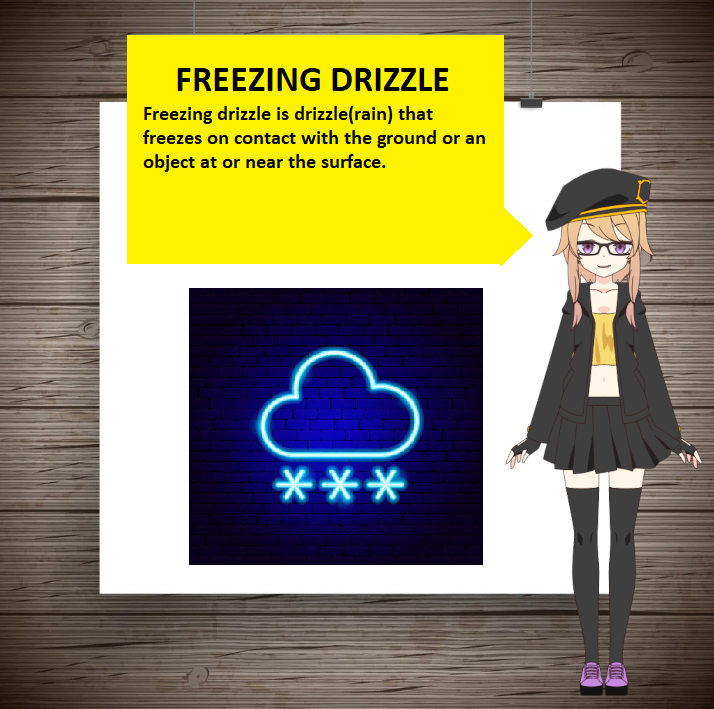 FREEZING DRIZZLE
Freezing drizzle is drizzle(rain) that
freezes on contact with the ground or an
object at or near the surface.